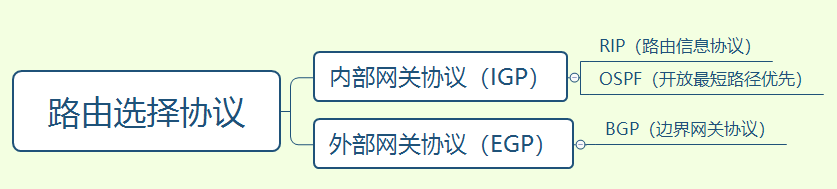 路由选择协议
内部网关协议（IGP）
RIP（路由信息协议）
OSPF（开放最短路径优先）
外部网关协议（EGP）
BGP（边界网关协议）